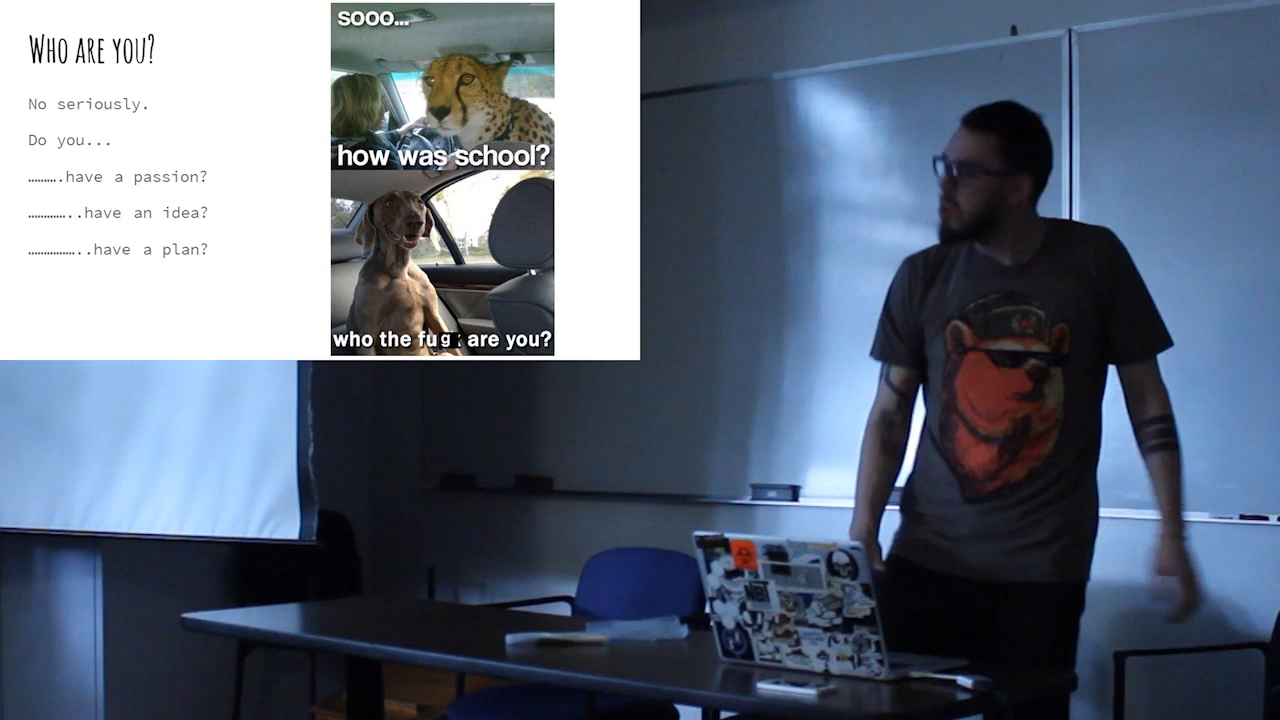 WHO ARE YOU?
No seriously.
Do you...
……….have a passion?
…………..have an idea?
……………..have a plan?
sooo...
how was school?
who the fug are you?